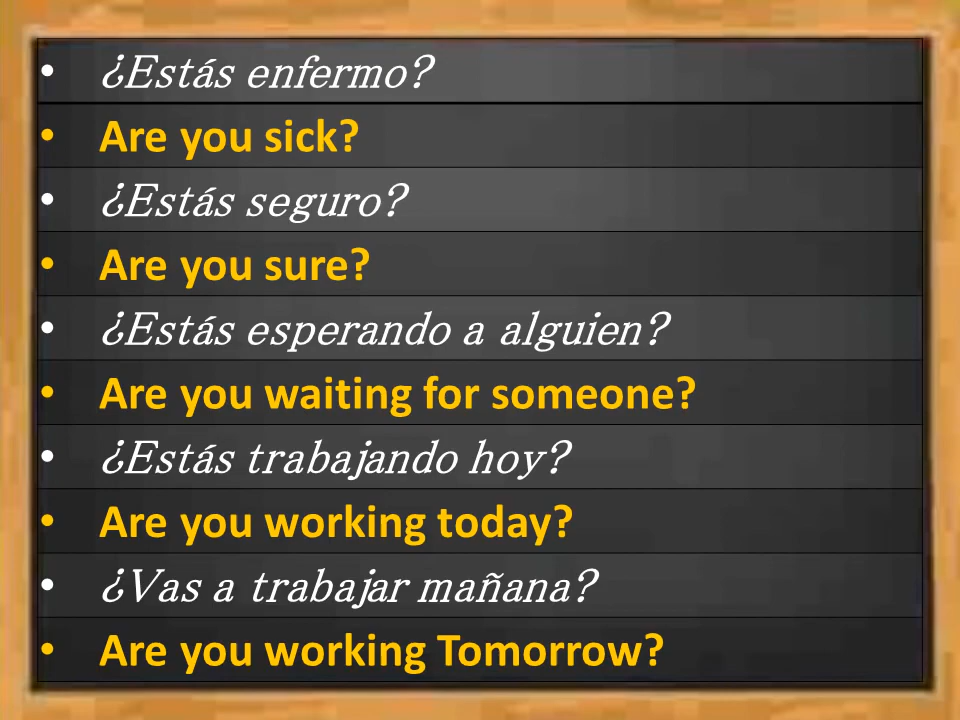 • ¿Estás enfermo?
• Are you sick?
• ¿Estás seguro?
• Are you sure?
• ¿Estás esperando a alguien?
• Are you waiting for someone?
• ¿Estás trabajando hoy?
• Are you working today?
• ¿Vas a trabajar mañana?
• Are you working Tomorrow?